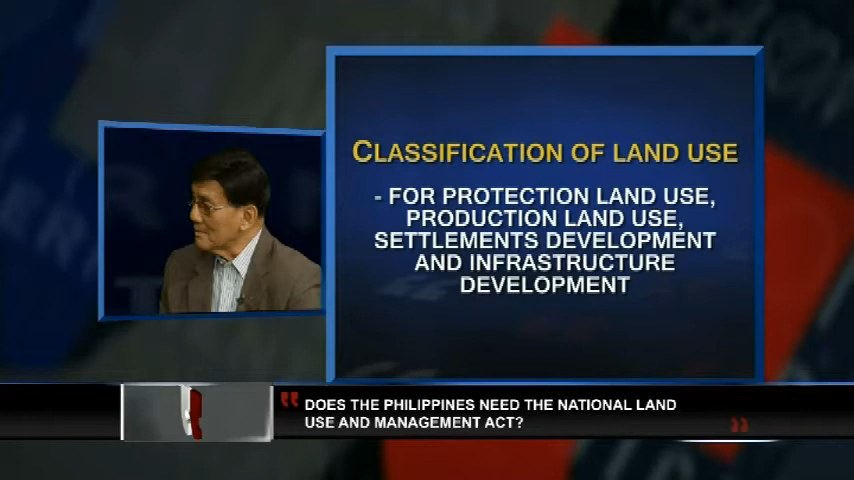 CLASSIFICATION OF LAND USE
- FOR PROTECTION LAND USE,
PRODUCTION LAND USE,
SETTLEMENTS DEVELOPMENT
AND INFRASTRUCTURE
DEVELOPMENT
DOES THE PHILIPPINES NEED THE NATIONAL LAND
USE AND MANAGEMENT ACT?